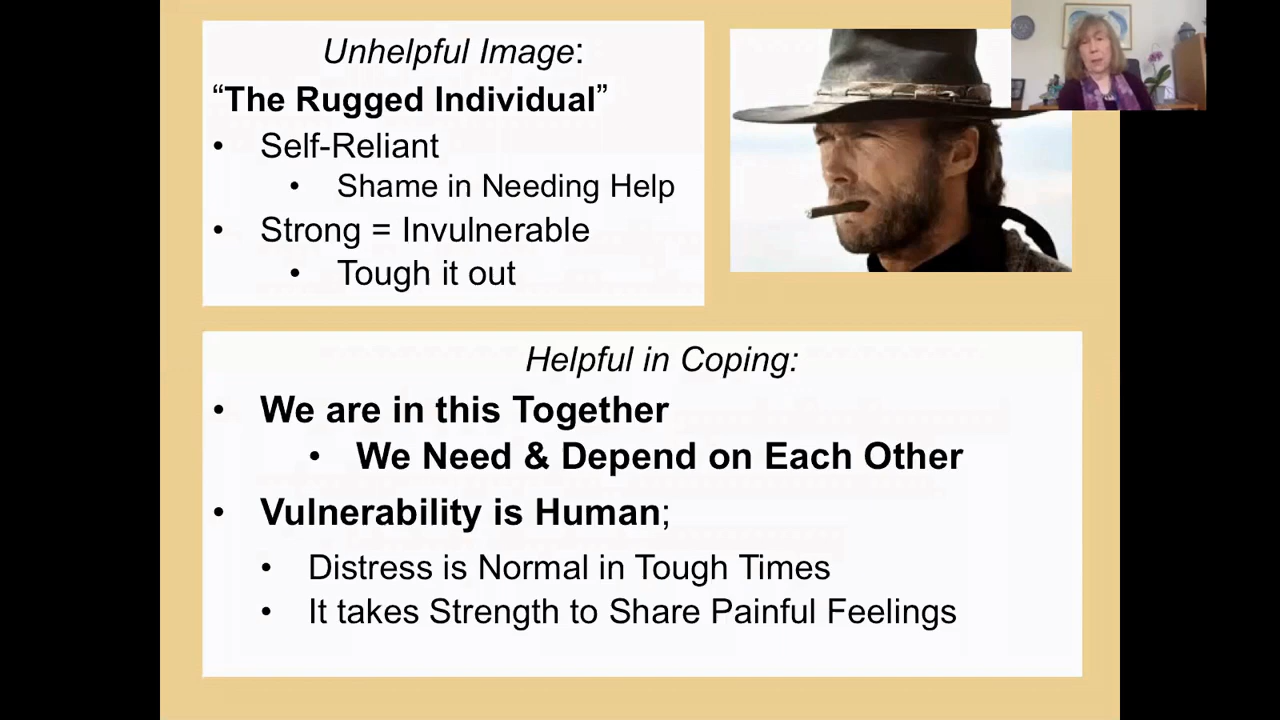 Unhelpful Image:
“The Rugged Individual”
• Self-Reliant
• Shame in Needing Help
• Strong = Invulnerable
• Tough it out
Helpful in Coping:
• We are in this Together
• We Need & Depend on Each Other
• Vulnerability is Human;
• Distress is Normal in Tough Times
• It takes Strength to Share Painful Feelings